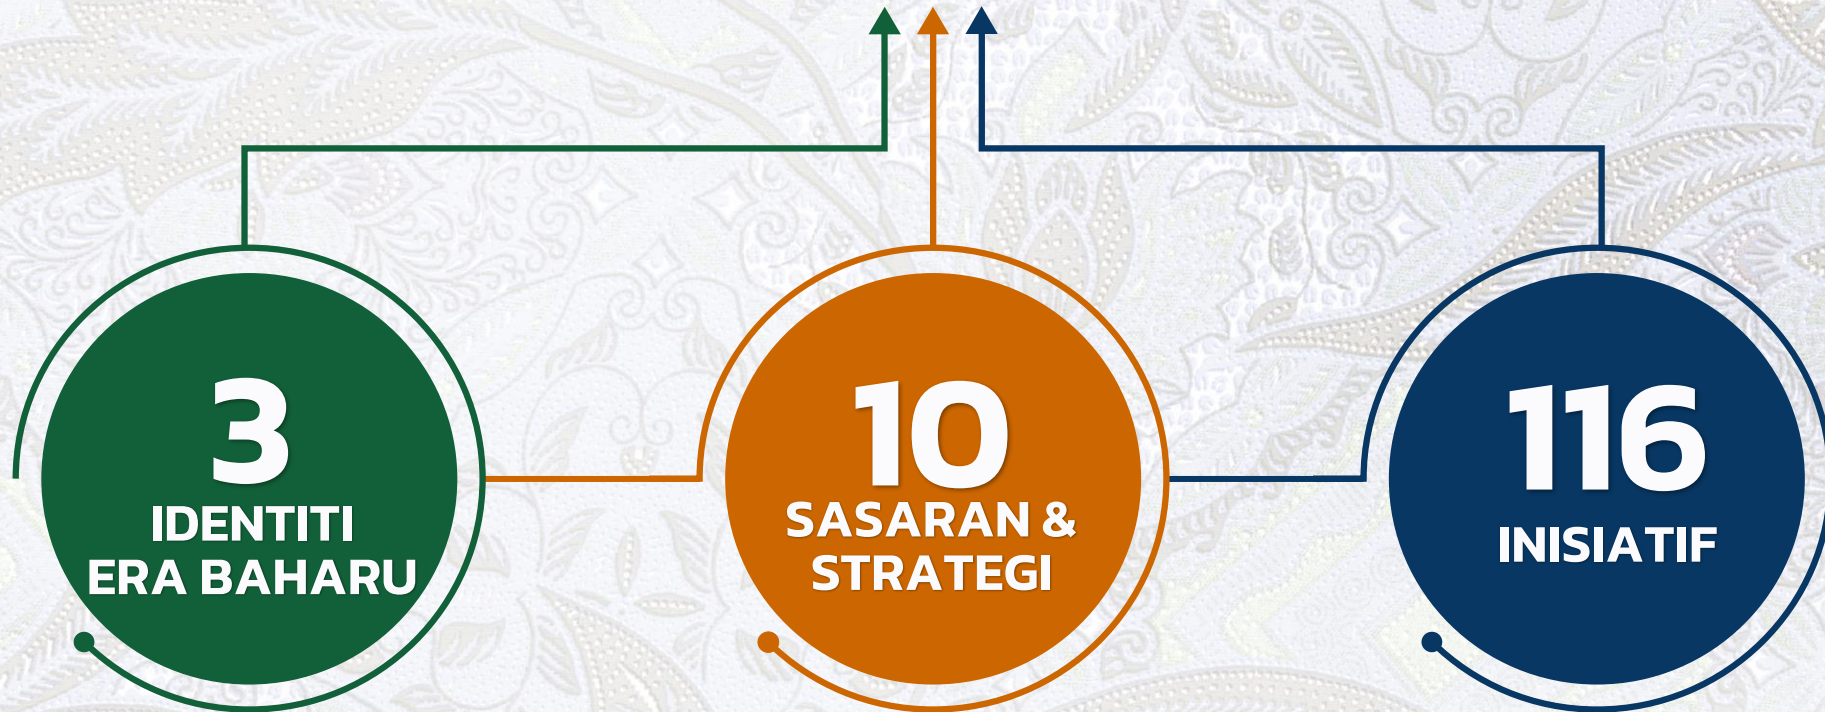 3
IDENTITI
ERA BAHARU
10
SASARAN &
STRATEGI
116
INISIATIF